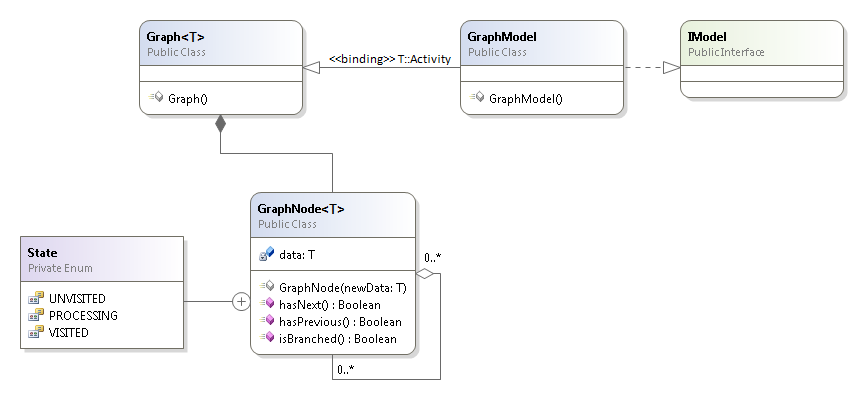 Graph<T>
Public Class
Graph()
<<binding>> T::Activity
GraphModel
Public Class
GraphModel()
IModel
Public Interface
GraphNode<T>
Public Class
data: T
GraphNode(newData: T)
hasNext() : Boolean
hasPrevious() : Boolean
isBranched() : Boolean
0..*
0..*
State
Private Enum
UNVISITED
PROCESSING
VISITED